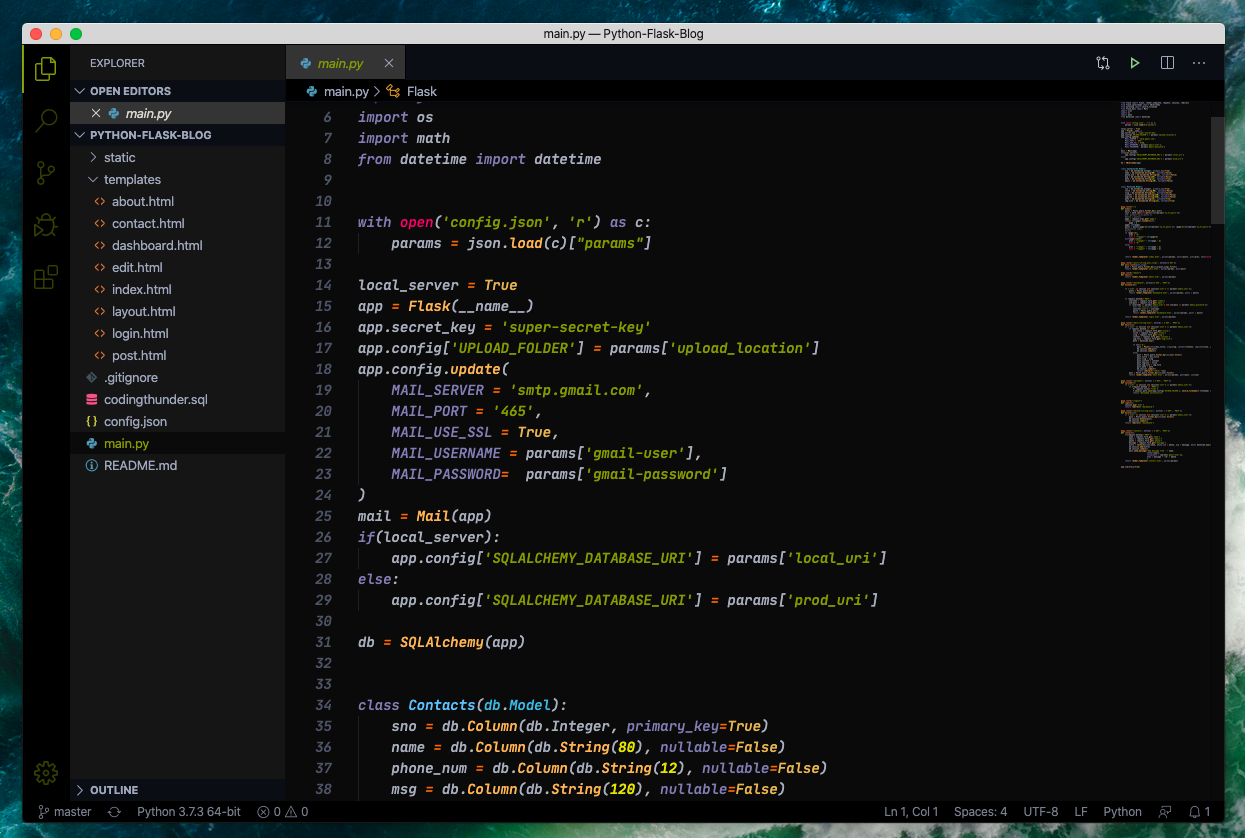 main.py — Python-Flask-Blog
EXPLORER
OPEN EDITORS
main.py
PYTHON-FLASK-BLOG
static
templates
about.html
contact.html
dashboard.html
edit.html
index.html
layout.html
login.html
post.html
.gitignore
codingthunder.sql
{} config.json
main.py
README.md
OUTLINE
main.py
main.py > Flask
6 import os
7 import math
8 from datetime import datetime
9
10
11 with open('config.json', 'r') as c:
12     params = json.load(c)["params"]
13
14 local_server = True
15 app = Flask(__name__)
16 app.secret_key = 'super-secret-key'
17 app.config['UPLOAD_FOLDER'] = params['upload_location']
18 app.config.update(
19     MAIL_SERVER = 'smtp.gmail.com',
20     MAIL_PORT = '465',
21     MAIL_USE_SSL = True,
22     MAIL_USERNAME = params['gmail-user'],
23     MAIL_PASSWORD=  params['gmail-password']
24 )
25 mail = Mail(app)
26 if(local_server):
27     app.config['SQLALCHEMY_DATABASE_URI'] = params['local_uri']
28 else:
29     app.config['SQLALCHEMY_DATABASE_URI'] = params['prod_uri']
30
31 db = SQLAlchemy(app)
32
33
34 class Contacts(db.Model):
35     sno = db.Column(db.Integer, primary_key=True)
36     name = db.Column(db.String(80), nullable=False)
37     phone_num = db.Column(db.String(12), nullable=False)
38     msg = db.Column(db.String(120), nullable=False)
master Python 3.7.3 64-bit 0 0 Ln 1, Col 1 Spaces: 4 UTF-8 LF Python 1